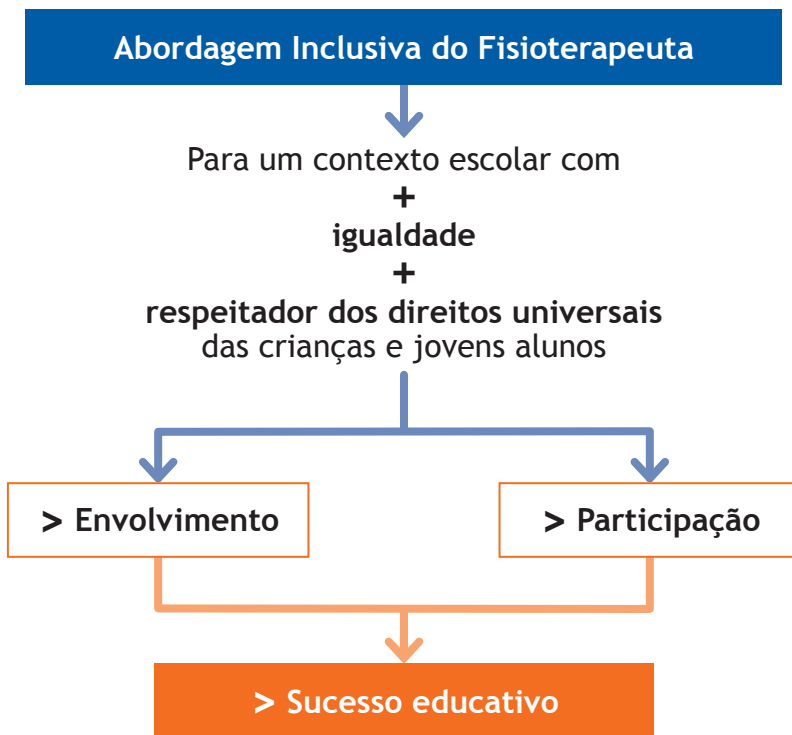 Abordagem Inclusiva do Fisioterapeuta
Para um contexto escolar com
+
igualdade
+
respeitador dos direitos universais
das crianças e jovens alunos
> Envolvimento
> Participação
> Sucesso educativo